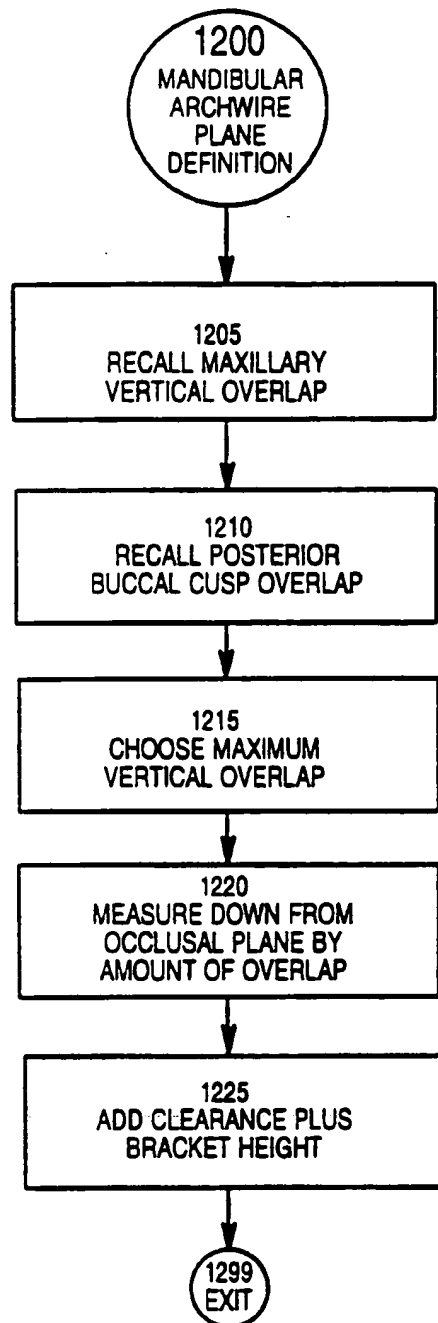 1200
MANDIBULAR
ARCHWIRE
PLANE
DEFINITION
1205
RECALL MAXILLARY
VERTICAL OVERLAP
1210
RECALL POSTERIOR
BUCCAL CUSP OVERLAP
1215
CHOOSE MAXIMUM
VERTICAL OVERLAP
1220
MEASURE DOWN FROM
OCCLUSAL PLANE BY
AMOUNT OF OVERLAP
1225
ADD CLEARANCE PLUS
BRACKET HEIGHT
1299
EXIT